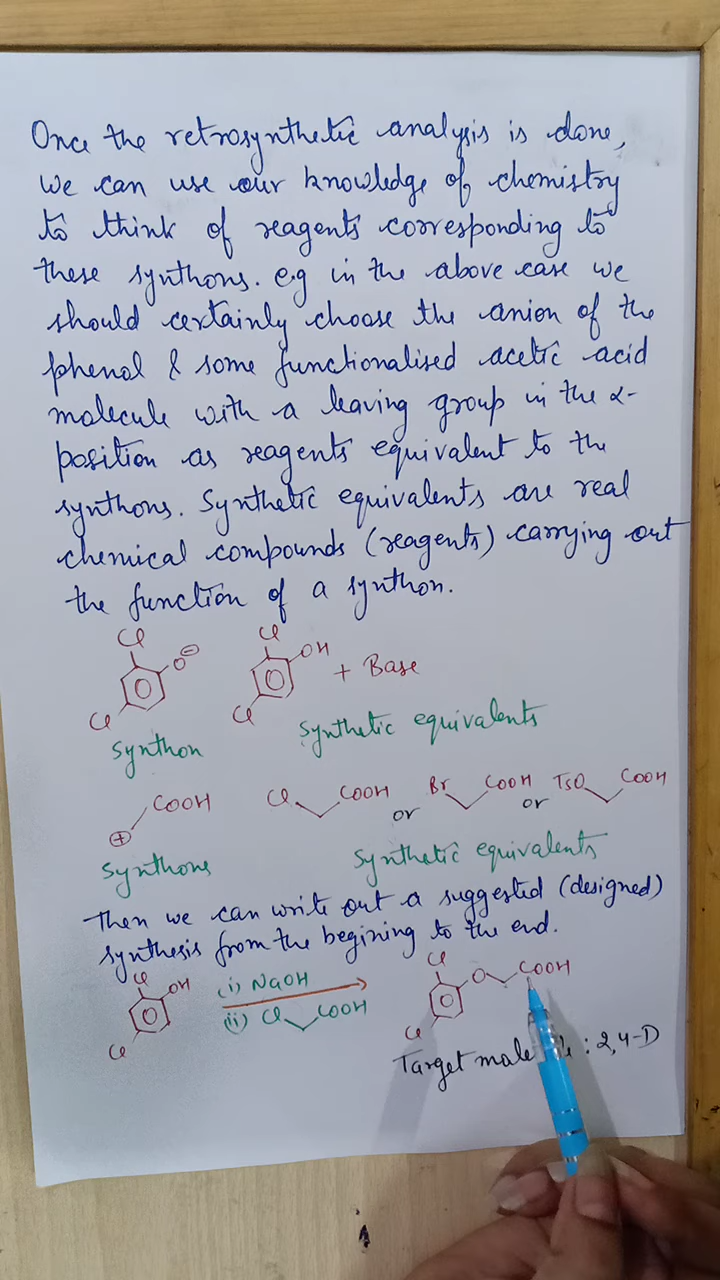 Once the retrosynthetic analysis is done,
we can use our knowledge of chemistry
to think of reagents corresponding to
these synthons. e.g in the above case we
should certainly choose the anion of the
phenol & some functionalised acetic acid
molecule with a leaving group in the α-
position as reagents equivalent to the
synthons. Synthetic equivalents are real
chemical compounds (reagents) carrying out
the function of a synthon.
Cl Cl
O⊖ OH + Base
Cl Cl
Synthon Synthetic equivalents
COOH Cl COOH or Br COOH or TsO COOH
⊕
Synthons Synthetic equivalents
Then we can write out a suggested (designed)
synthesis from the begining to the end.
Cl OH Cl (i) NaOH (ii) Cl COOH Cl O COOH Cl
Target : 2,4-D